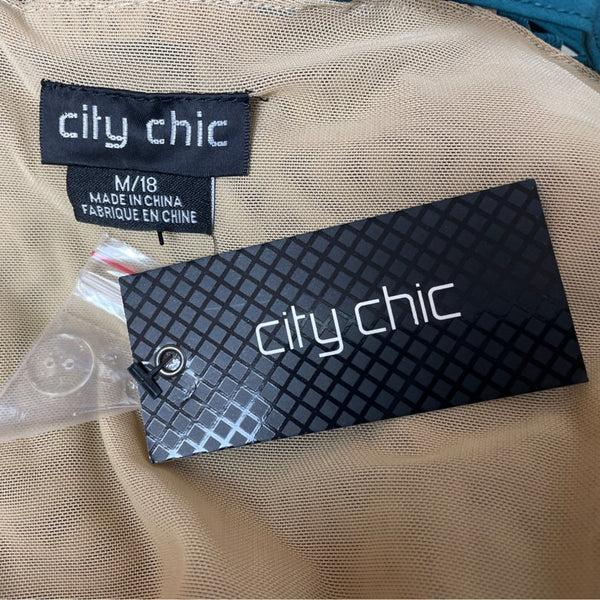 city chic
M/18
MADE IN CHINA
FABRIQUE EN CHINE
city chic